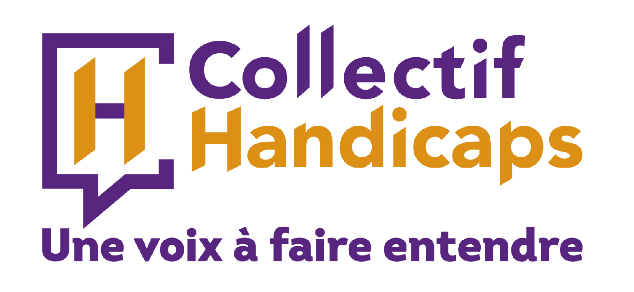 H
Collectif
Handicaps
Une voix à faire entendre